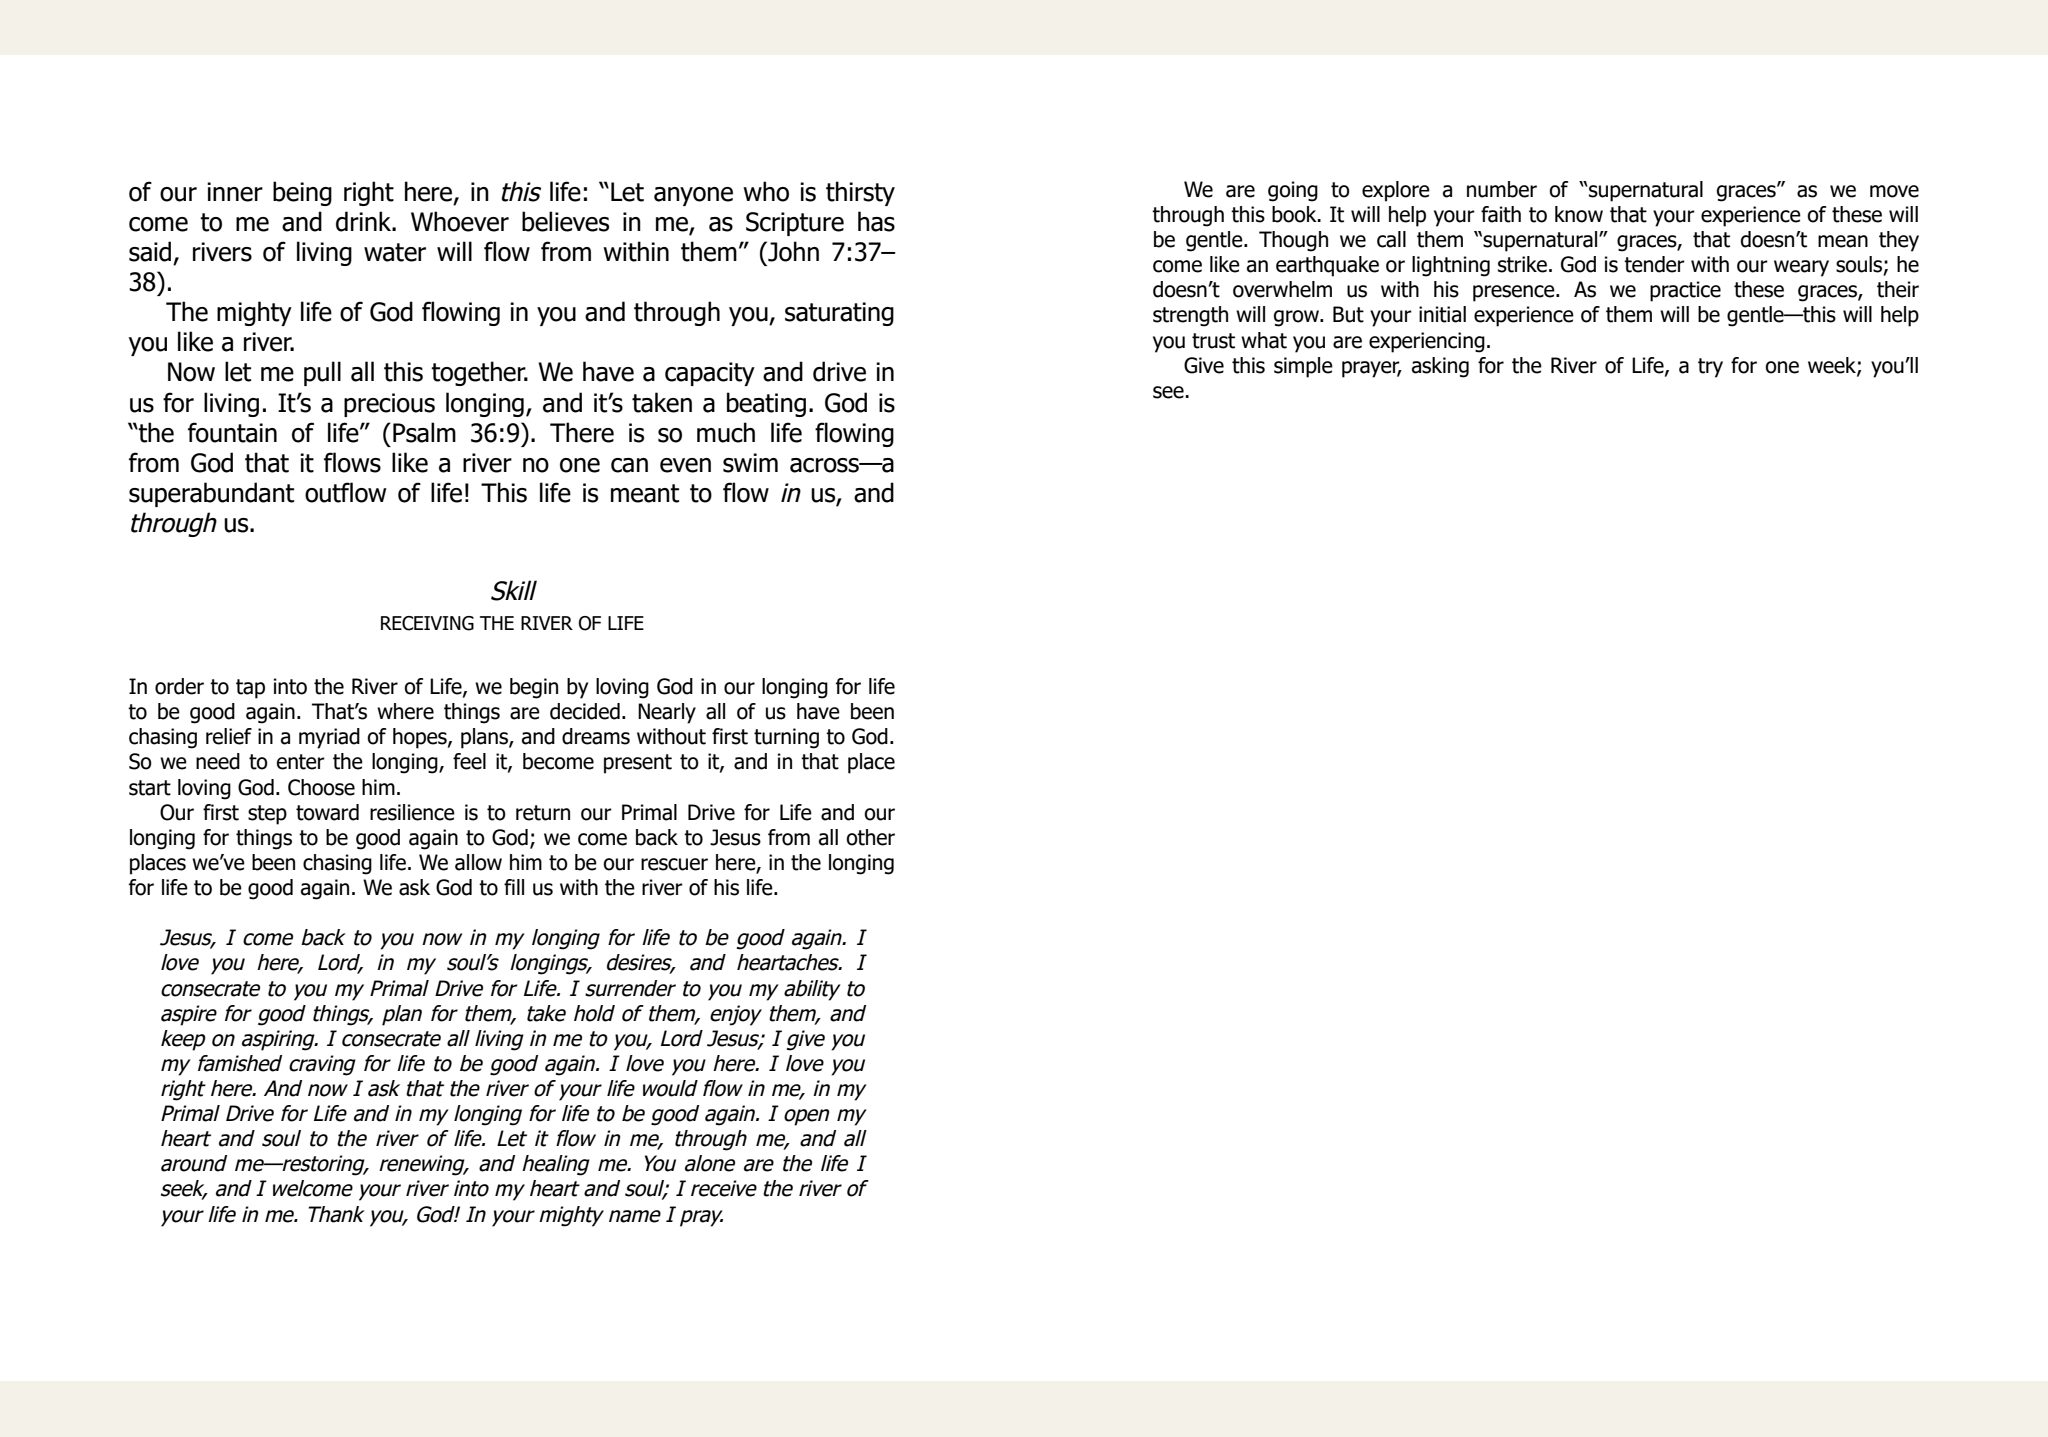 of our inner being right here, in this life: “Let anyone who is thirsty
come to me and drink. Whoever believes in me, as Scripture has
said, rivers of living water will flow from within them” (John 7:37–
38).
The mighty life of God flowing in you and through you, saturating
you like a river.
Now let me pull all this together. We have a capacity and drive in
us for living. It’s a precious longing, and it’s taken a beating. God is
“the fountain of life” (Psalm 36:9). There is so much life flowing
from God that it flows like a river no one can even swim across—a
superabundant outflow of life! This life is meant to flow in us, and
through us.
Skill
RECEIVING THE RIVER OF LIFE
In order to tap into the River of Life, we begin by loving God in our longing for life
to be good again. That’s where things are decided. Nearly all of us have been
chasing relief in a myriad of hopes, plans, and dreams without first turning to God.
So we need to enter the longing, feel it, become present to it, and in that place
start loving God. Choose him.
Our first step toward resilience is to return our Primal Drive for Life and our
longing for things to be good again to God; we come back to Jesus from all other
places we’ve been chasing life. We allow him to be our rescuer here, in the longing
for life to be good again. We ask God to fill us with the river of his life.
Jesus, I come back to you now in my longing for life to be good again. I
love you here, Lord, in my soul’s longings, desires, and heartaches. I
consecrate to you my Primal Drive for Life. I surrender to you my ability to
aspire for good things, plan for them, take hold of them, enjoy them, and
keep on aspiring. I consecrate all living in me to you, Lord Jesus; I give you
my famished craving for life to be good again. I love you here. I love you
right here. And now I ask that the river of your life would flow in me, in my
Primal Drive for Life and in my longing for life to be good again. I open my
heart and soul to the river of life. Let it flow in me, through me, and all
around me—restoring, renewing, and healing me. You alone are the life I
seek, and I welcome your river into my heart and soul; I receive the river of
your life in me. Thank you, God! In your mighty name I pray.
We are going to explore a number of “supernatural graces” as we move
through this book. It will help your faith to know that your experience of these will
be gentle. Though we call them “supernatural” graces, that doesn’t mean they
come like an earthquake or lightning strike. God is tender with our weary souls; he
doesn’t overwhelm us with his presence. As we practice these graces, their
strength will grow. But your initial experience of them will be gentle—this will help
you trust what you are experiencing.
Give this simple prayer, asking for the River of Life, a try for one week; you’ll
see.